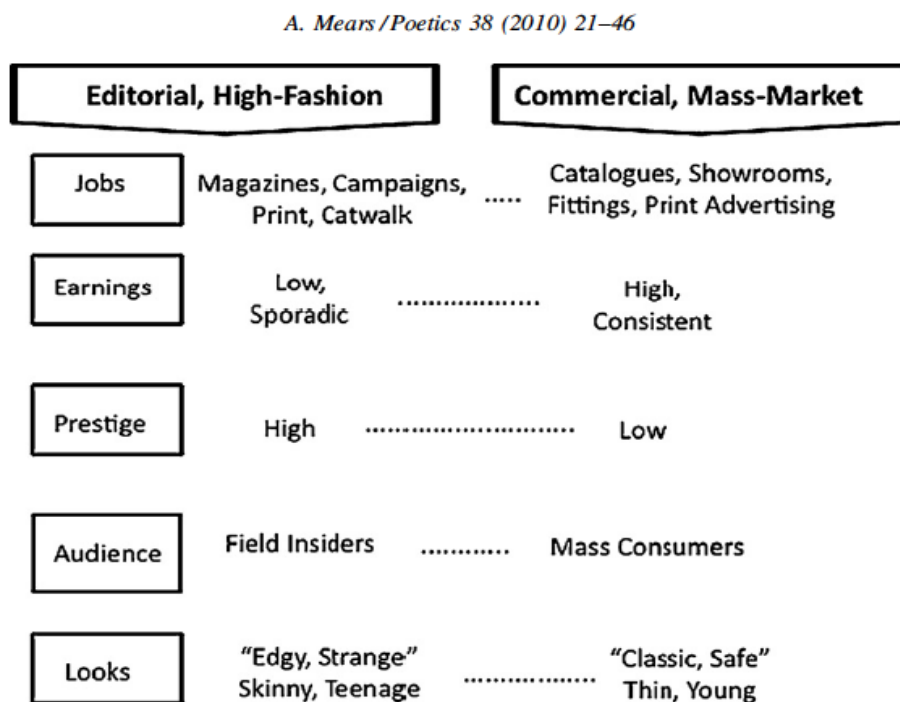 A. Mears / Poetics 38 (2010) 21–46
Editorial, High-Fashion
Commercial, Mass-Market
Jobs
Magazines, Campaigns,
Print, Catwalk
.....
Catalogues, Showrooms,
Fittings, Print Advertising
Earnings
Low,
Sporadic
High,
Consistent
Prestige
High
Low
Audience
Field Insiders
Mass Consumers
Looks
“Edgy, Strange”
Skinny, Teenage
“Classic, Safe”
Thin, Young